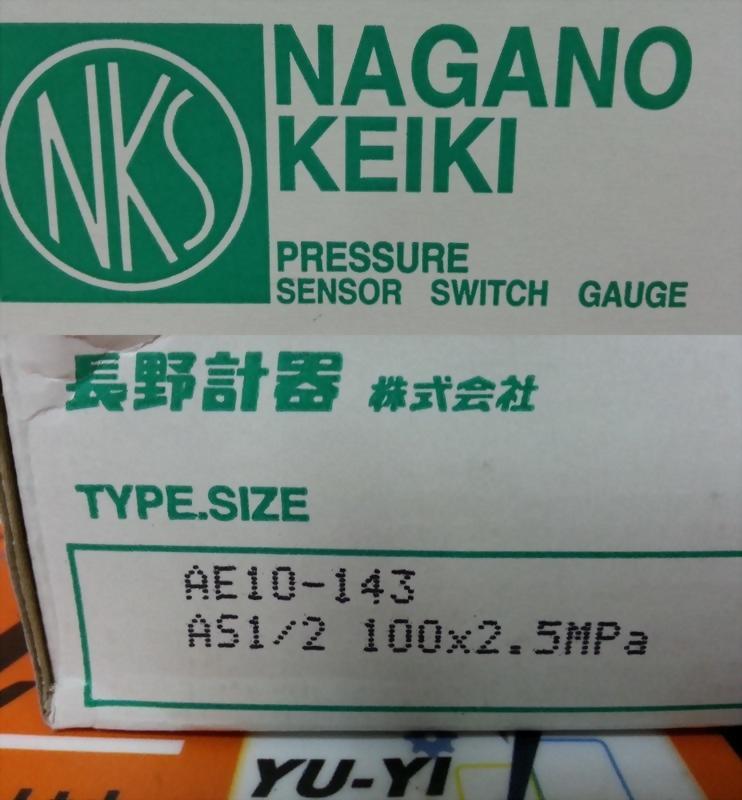 NKS
NAGANO
KEIKI
PRESSURE
SENSOR SWITCH GAUGE
長野計器 株式会社
TYPE.SIZE
AE10-143
AS1/2 100x2.5MPa
YU-YI